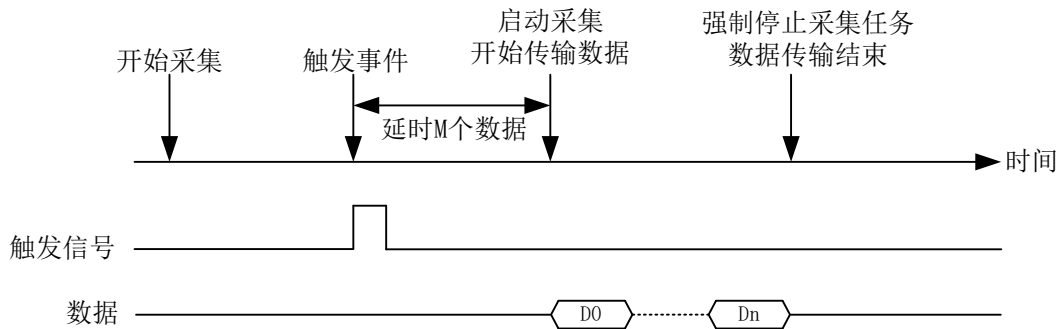 启动采集
开始传输数据
强制停止采集任务
数据传输结束
开始采集
触发事件
延时M个数据
时间
触发信号
数据
D0
Dn